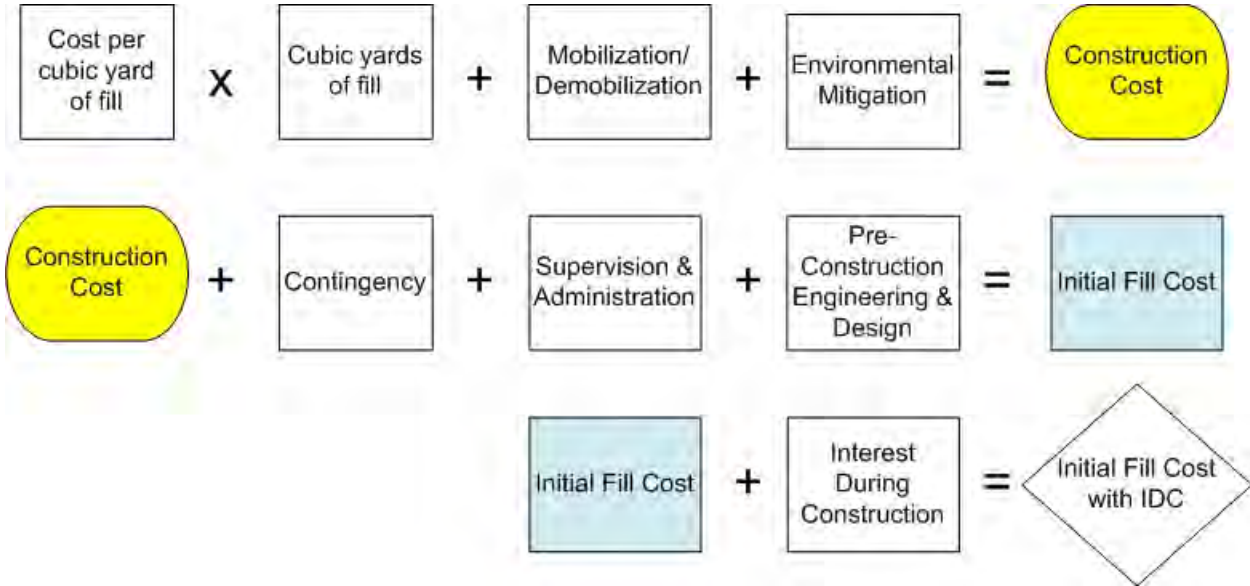 Cost per
cubic yard
of fill
x
Cubic yards
of fill
+
Mobilization/
Demobilization
+
Environmental
Mitigation
=
Construction
Cost
Construction
Cost
+
Contingency
+
Supervision &
Administration
+
Pre-
Construction
Engineering &
Design
=
Initial Fill Cost
Initial Fill Cost
+
Interest
During
Construction
=
Initial Fill Cost
with IDC